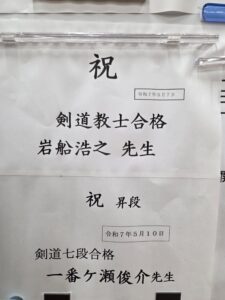 祝
剣道教士合格
岩船浩之 先生
祝 昇段
令和7年5月10日
剣道七段合格
一番ケ瀬俊介先生